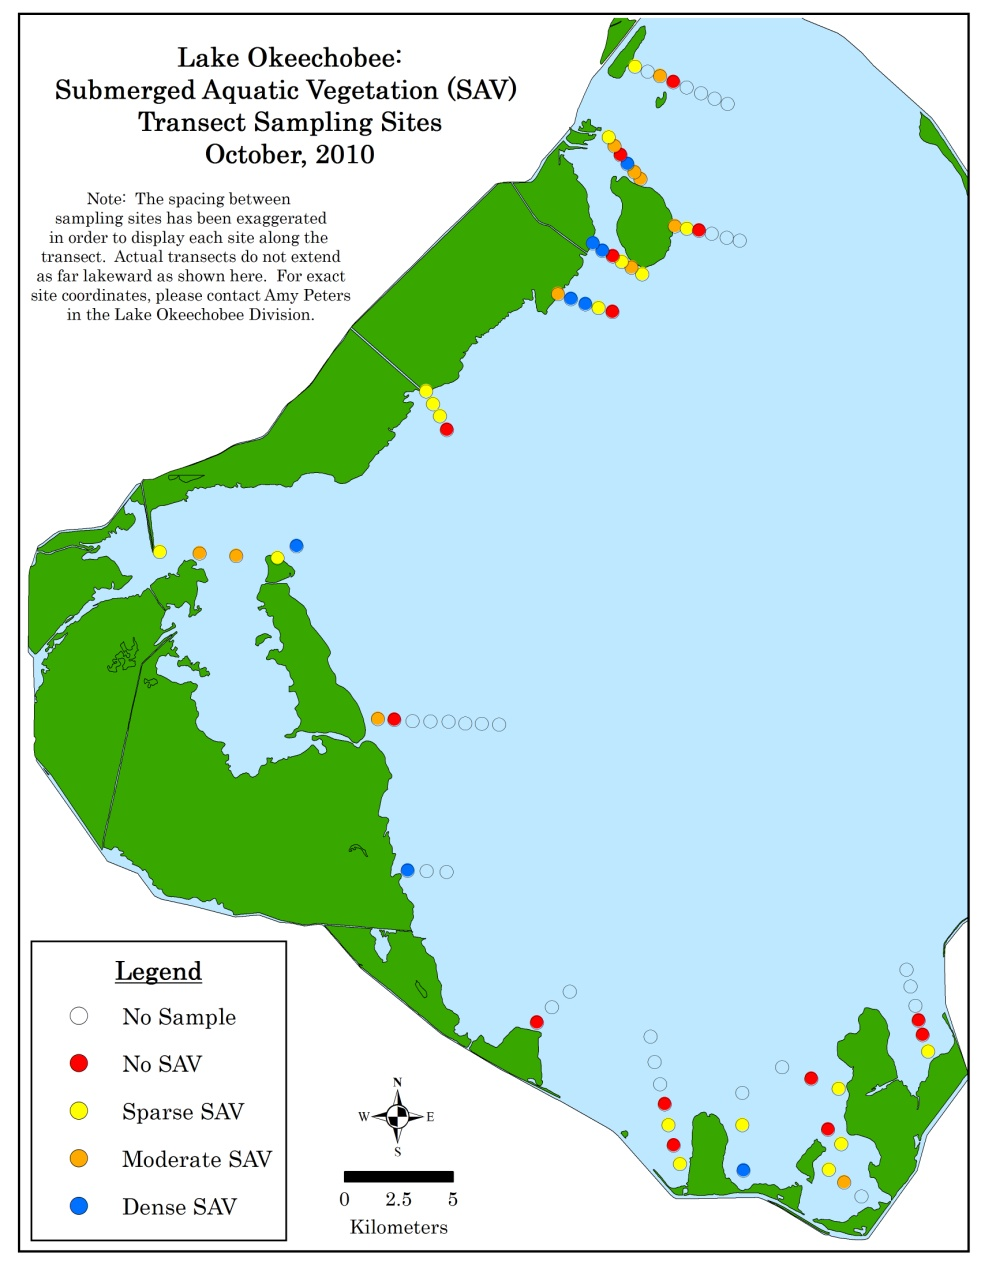 Lake Okeechobee:
Submerged Aquatic Vegetation (SAV)
Transect Sampling Sites
October, 2010
Note: The spacing between
sampling sites has been exaggerated
in order to display each site along the
transect. Actual transects do not extend
as far lakeward as shown here. For exact
site coordinates, please contact Amy Peters
in the Lake Okeechobee Division.
Legend
No Sample
No SAV
Sparse SAV
Moderate SAV
Dense SAV
N
W E
S
0 2.5 5
Kilometers